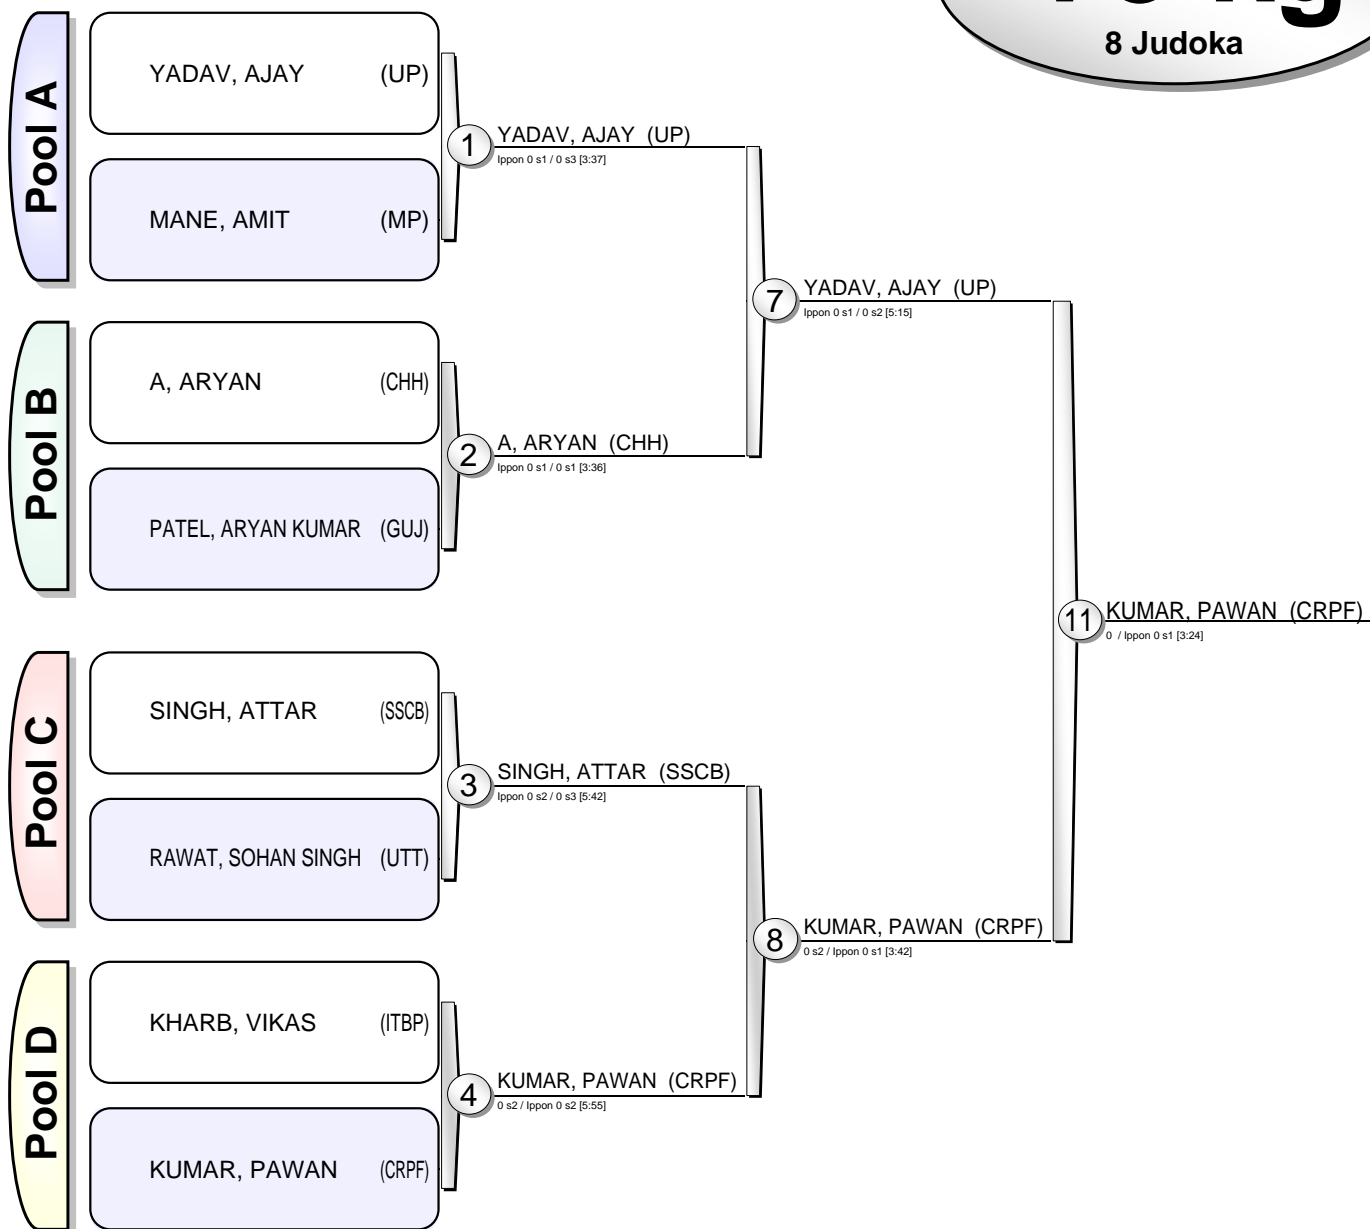 8 Judoka
Pool A
YADAV, AJAY (UP)
MANE, AMIT (MP)
1 YADAV, AJAY (UP)
Ippon 0 s1 / 0 s3 [3:37]
7 YADAV, AJAY (UP)
Ippon 0 s1 / 0 s2 [5:15]
Pool B
A, ARYAN (CHH)
PATEL, ARYAN KUMAR (GUJ)
2 A, ARYAN (CHH)
Ippon 0 s1 / 0 s1 [3:36]
11 KUMAR, PAWAN (CRPF)
0 / Ippon 0 s1 [3:24]
Pool C
SINGH, ATTAR (SSCB)
RAWAT, SOHAN SINGH (UTT)
3 SINGH, ATTAR (SSCB)
Ippon 0 s2 / 0 s3 [5:42]
8 KUMAR, PAWAN (CRPF)
0 s2 / Ippon 0 s1 [3:42]
Pool D
KHARB, VIKAS (ITBP)
KUMAR, PAWAN (CRPF)
4 KUMAR, PAWAN (CRPF)
0 s2 / Ippon 0 s2 [5:55]